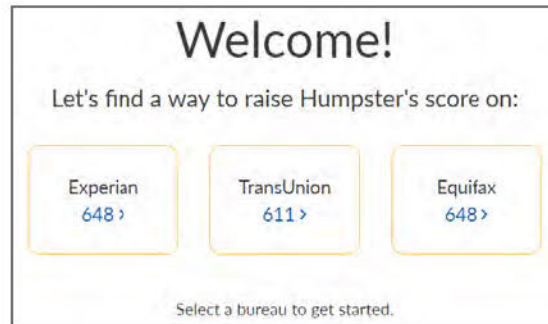 Welcome!
Let's find a way to raise Humpster's score on:
Experian TransUnion Equifax
648 › 611 › 648 ›
Select a bureau to get started.